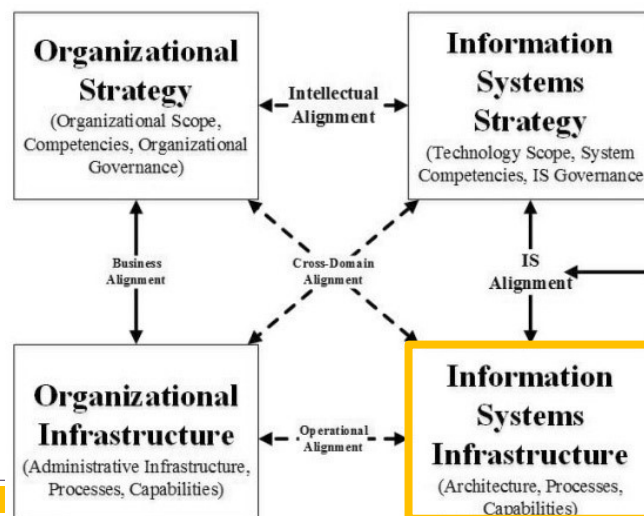 Organizational
Strategy
(Organizational Scope,
Competencies, Organizational
Governance)
Intellectual
Alignment
Information
Systems
Strategy
(Technology Scope, System
Competencies, IS Governance
Business
Alignment
Cross-Domain
Alignment
IS
Alignment
Organizational
Infrastructure
(Administrative Infrastructure,
Processes, Capabilities)
Operational
Alignment
Information
Systems
Infrastructure
(Architecture, Processes,
Capabilities)